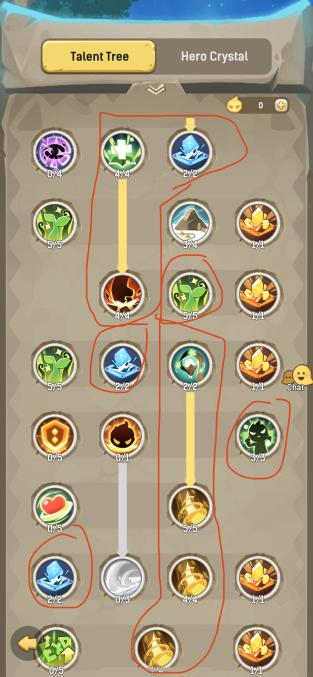 Talent Tree Hero Crystal
0
0/4 4/4 2/2
5/5 3/4 1/1
4/4 5/5 1/1
5/5 2/2 2/2 1/1
Chat
0/5 0/1 3/3
0/5 5/5
2/2 0/3 4/4 1/1
EXP
0/5 1/1